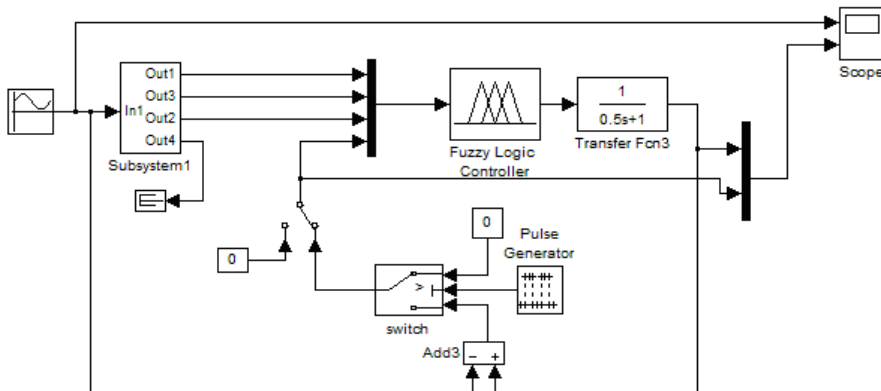 Scope
Out1
Out3
In1
Out2
Out4
Subsystem1
Fuzzy Logic
Controller
1
0.5s+1
Transfer Fcn3
0
0
Pulse
Generator
>
switch
Add3
− +